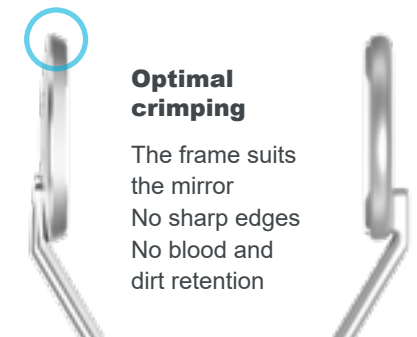 Optimal
crimping
The frame suits
the mirror
No sharp edges
No blood and
dirt retention